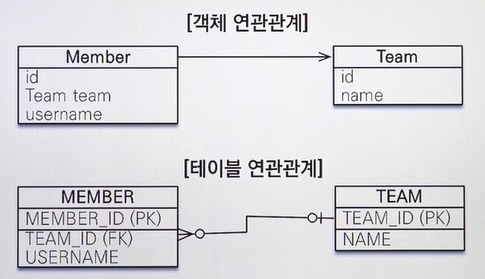 [객체 연관관계]
Member
id
Team team
username
Team
id
name
[테이블 연관관계]
MEMBER
MEMBER_ID (PK)
TEAM_ID (FK)
USERNAME
TEAM
TEAM_ID (PK)
NAME